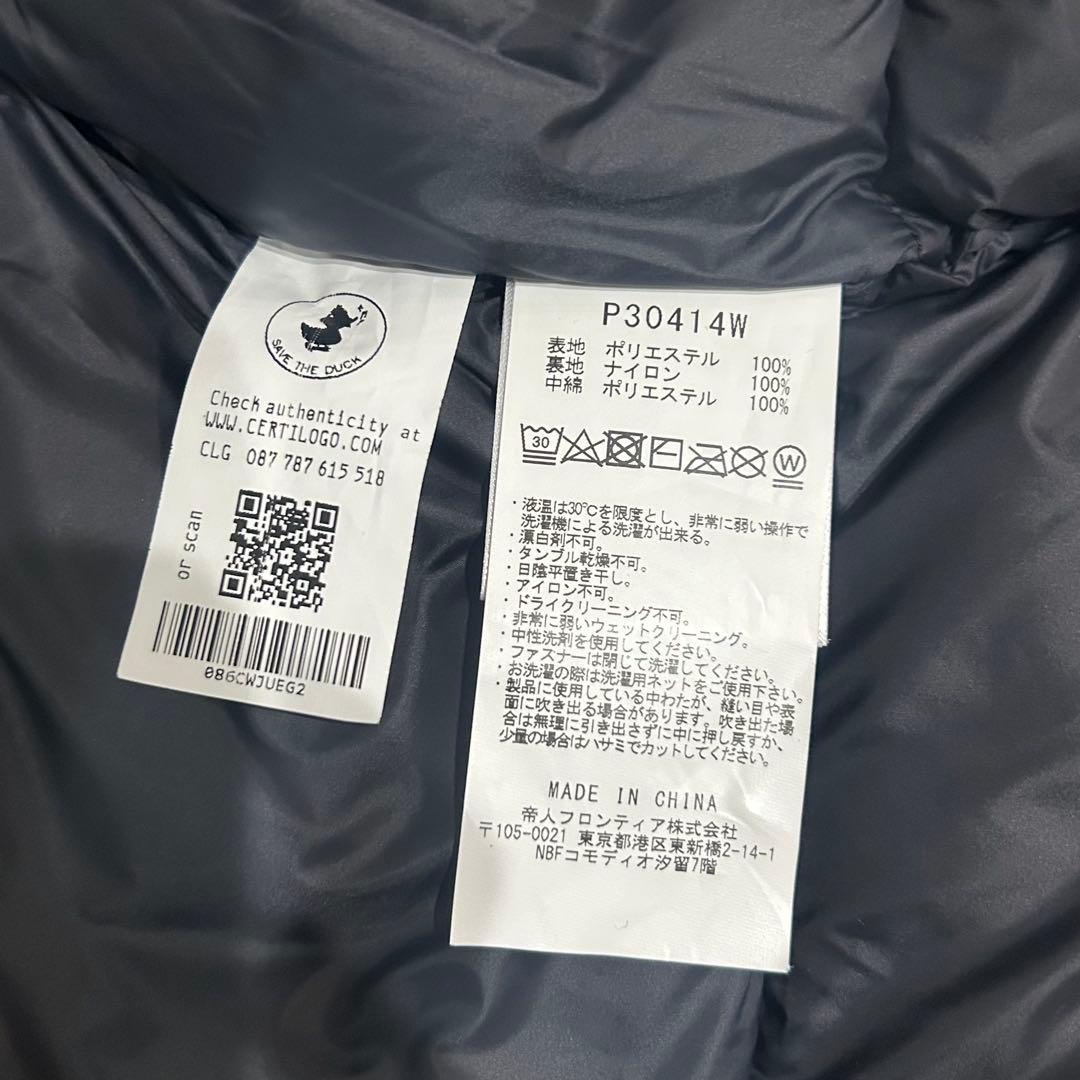 SAVE THE DUCK
Check authenticity at
WWW.CERTILOGO.COM
CLG 087 787 615 518
or scan
086CWJUEG2
P30414W
表地 ポリエステル 100%
裏地 ナイロン 100%
中綿 ポリエステル 100%
30
W
・液温は30℃を限度とし、非常に弱い操作で
洗濯機による洗濯が出来る。
・漂白剤不可。
・タンブル乾燥不可。
・日陰平置き干し。
・アイロン不可。
・ドライクリーニング不可。
・非常に弱いウェットクリーニング。
・中性洗剤を使用してください。
・ファスナーは閉じて洗濯してください。
・お洗濯の際は洗濯用ネットをご使用下さい。
・製品に使用している中わたが、縫い目や表
面に吹き出る場合があります。吹き出た場
合は無理に引き出さずに中に押し戻すか、
少量の場合はハサミでカットしてください。
MADE IN CHINA
帝人フロンティア株式会社
〒105-0021 東京都港区東新橋2-14-1
NBFコモディオ汐留7階